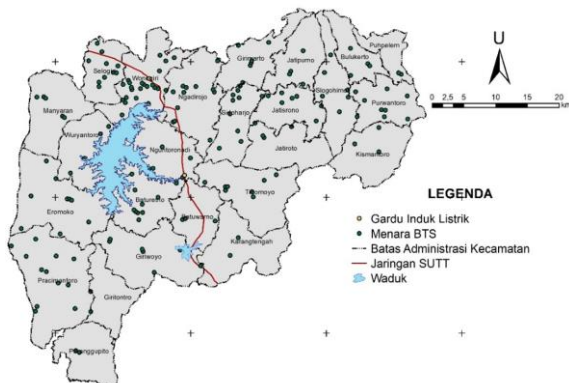 Puhpelem
Bulukerto
Girimarto
Jatipurno
Selogiri
Wonogiri
Slogohimo
Ngadirojo
Purwantoro
Manyaran
Sidoharjo
Jatisrono
Wuryantoro
Nguntoronadi
Jatiroto
Kismantoro
Tirtomoyo
Eromoko
Baturetno
Batuwarno
Karangtengah
Giriwoyo
Pracimantoro
Giritontro
Paranggupito
U
0 2,5 5 10 15 20
km
LEGENDA
Gardu Induk Listrik
Menara BTS
Batas Administrasi Kecamatan
Jaringan SUTT
Waduk